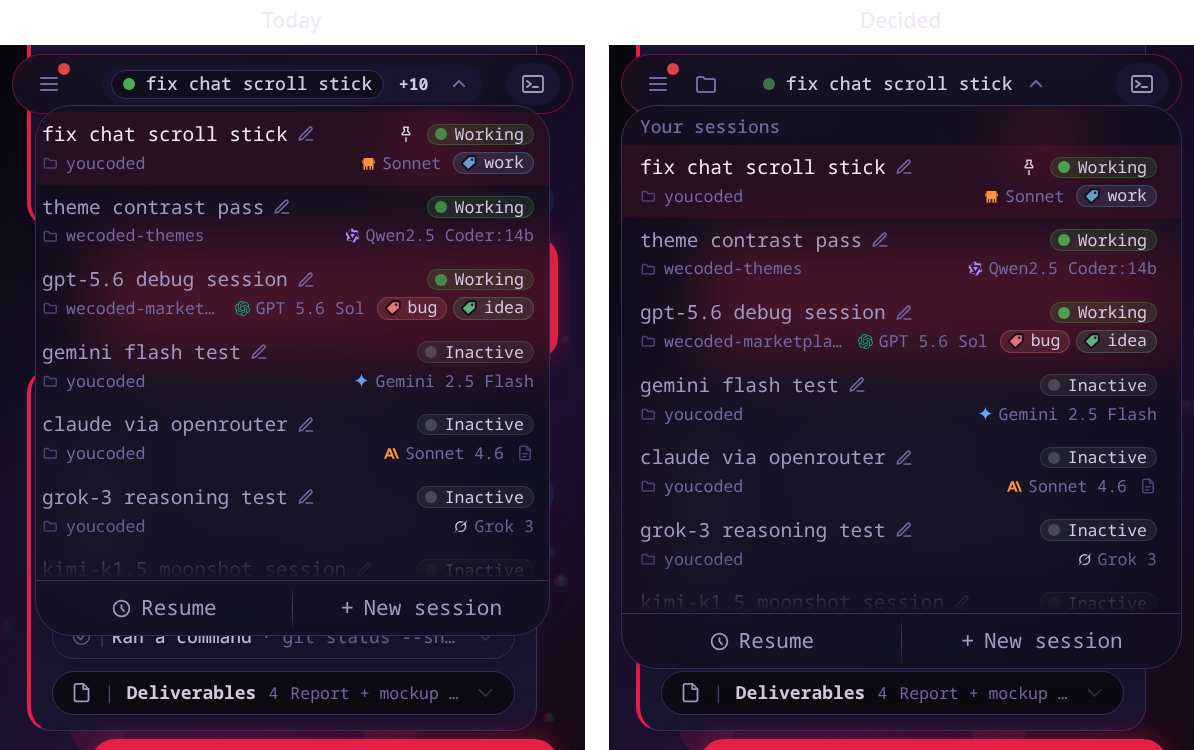 Today
fix chat scroll stick +10
fix chat scroll stick Working
youcoded Sonnet work
theme contrast pass Working
wecoded-themes Qwen2.5 Coder:14b
gpt-5.6 debug session Working
wecoded-market… GPT 5.6 Sol bug idea
gemini flash test Inactive
youcoded Gemini 2.5 Flash
claude via openrouter Inactive
youcoded Sonnet 4.6
grok-3 reasoning test Inactive
youcoded Grok 3
kimi-k1.5 moonshot session Inactive
Resume + New session
Ran a command · git status --sh…
Deliverables 4 Report + mockup …
Decided
fix chat scroll stick
Your sessions
fix chat scroll stick Working
youcoded Sonnet work
theme contrast pass Working
wecoded-themes Qwen2.5 Coder:14b
gpt-5.6 debug session Working
wecoded-marketpla… GPT 5.6 Sol bug idea
gemini flash test Inactive
youcoded Gemini 2.5 Flash
claude via openrouter Inactive
youcoded Sonnet 4.6
grok-3 reasoning test Inactive
youcoded Grok 3
kimi-k1.5 moonshot session Inactive
Resume + New session
Deliverables 4 Report + mockup …